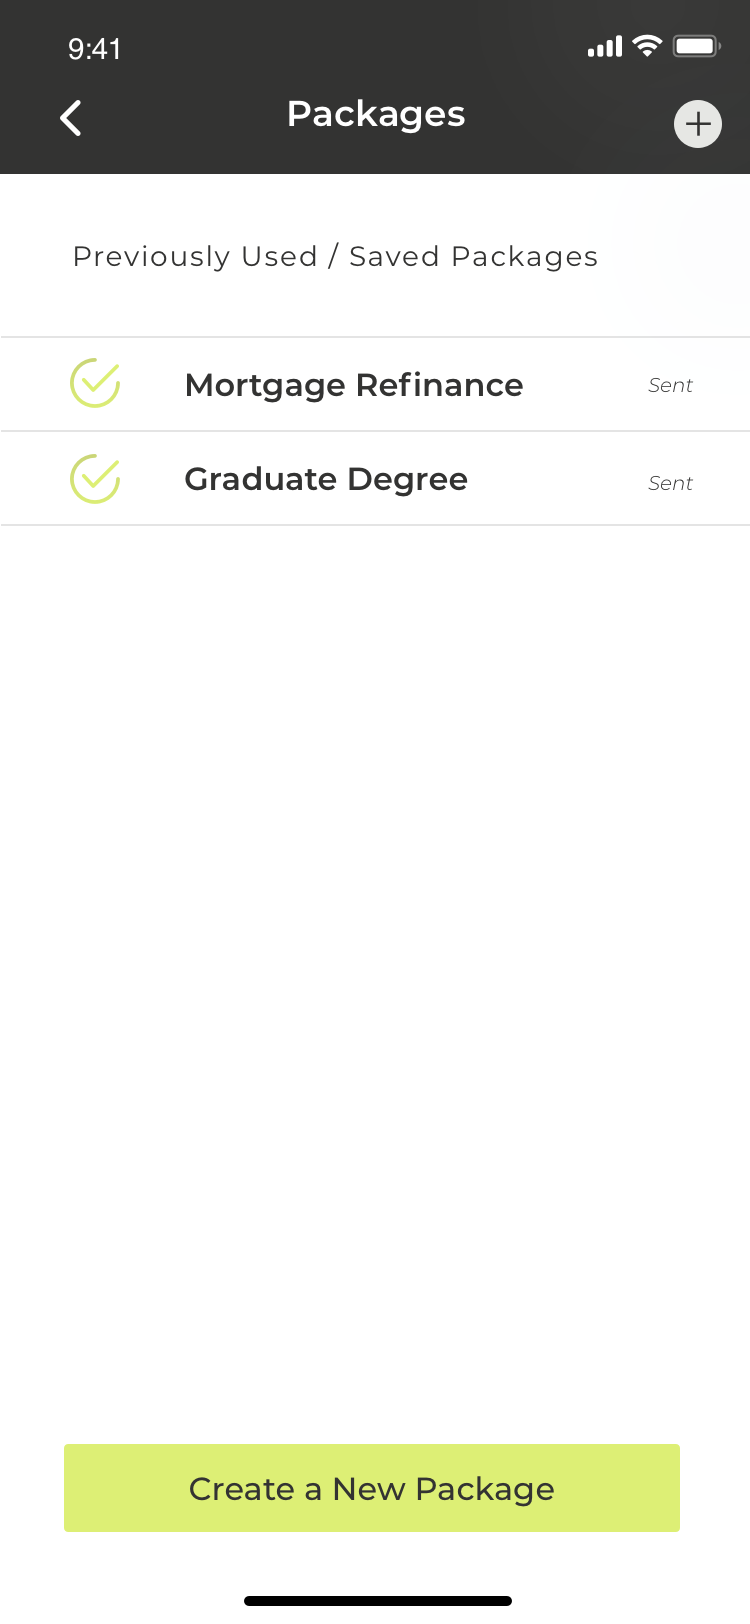 9:41
Packages
Previously Used / Saved Packages
Mortgage Refinance Sent
Graduate Degree Sent
Create a New Package